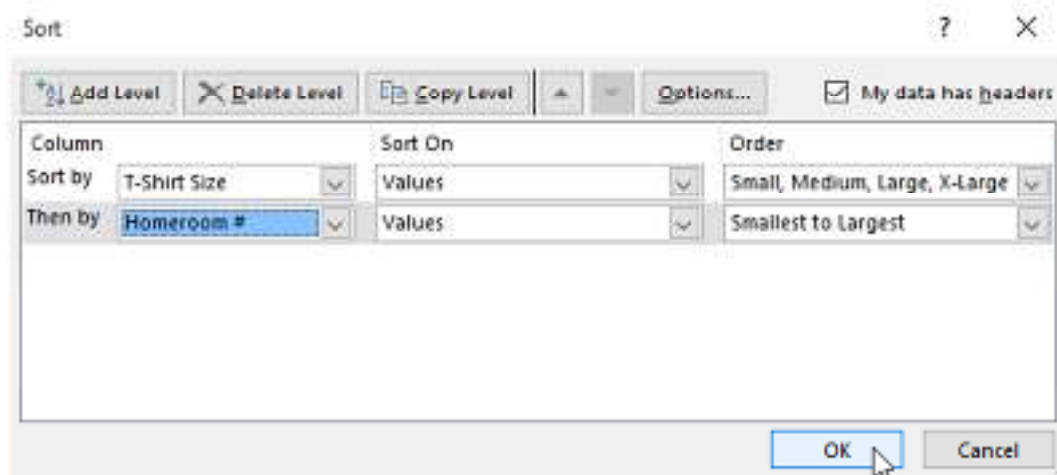 Sort ?
Add Level Delete Level Copy Level Options... My data has headers
Column Sort On Order
Sort by T-Shirt Size Values Small, Medium, Large, X-Large
Then by Homeroom # Values Smallest to Largest
OK Cancel